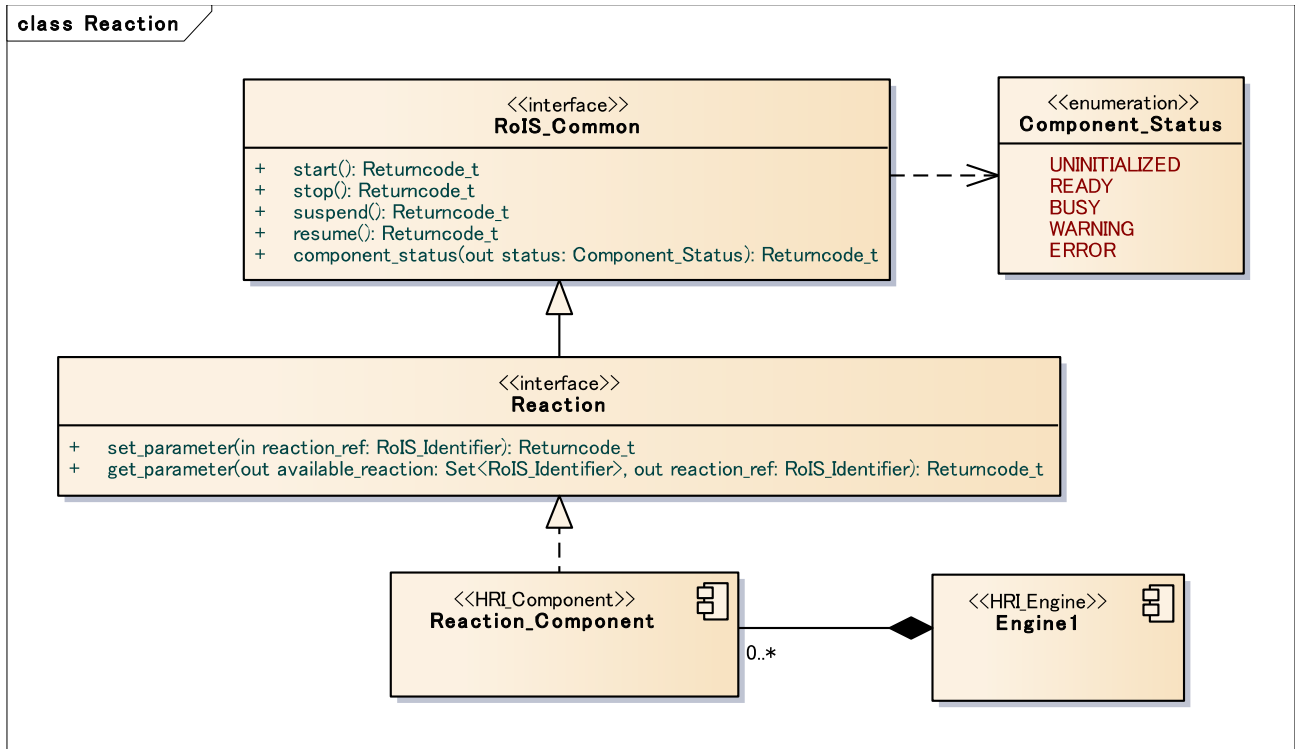 class Reaction
<<interface>>
RoIS_Common
+ start(): Returncode_t
+ stop(): Returncode_t
+ suspend(): Returncode_t
+ resume(): Returncode_t
+ component_status(out status: Component_Status): Returncode_t
<<enumeration>>
Component_Status
UNINITIALIZED
READY
BUSY
WARNING
ERROR
<<interface>>
Reaction
+ set_parameter(in reaction_ref: RoIS_Identifier): Returncode_t
+ get_parameter(out available_reaction: Set<RoIS_Identifier>, out reaction_ref: RoIS_Identifier): Returncode_t
<<HRI_Component>>
Reaction_Component
0..*
<<HRI_Engine>>
Engine1